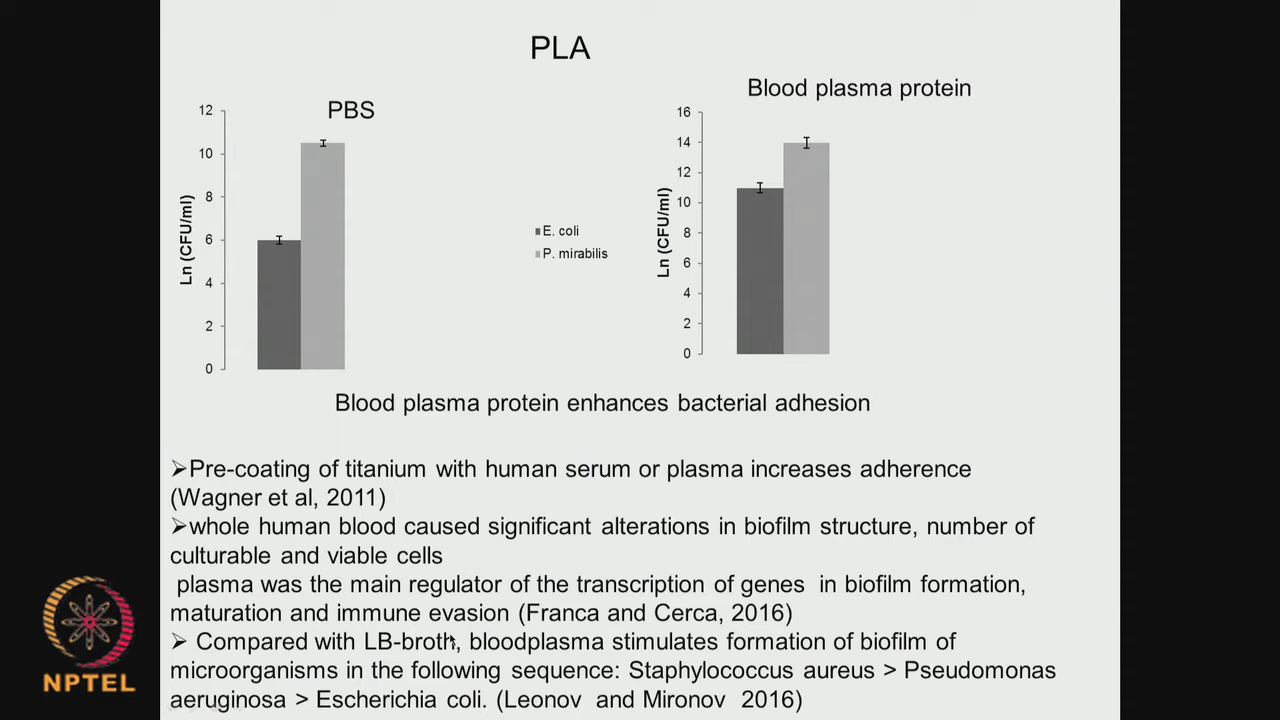 PLA
PBS
12
10
8
6
4
2
0
Ln (CFU/ml)
E. coli
P. mirabilis
Blood plasma protein
16
14
12
10
8
6
4
2
0
Ln (CFU/ml)
Blood plasma protein enhances bacterial adhesion
➢Pre-coating of titanium with human serum or plasma increases adherence
(Wagner et al, 2011)
➢whole human blood caused significant alterations in biofilm structure, number of
culturable and viable cells
plasma was the main regulator of the transcription of genes in biofilm formation,
maturation and immune evasion (Franca and Cerca, 2016)
➢ Compared with LB-broth, bloodplasma stimulates formation of biofilm of
microorganisms in the following sequence: Staphylococcus aureus > Pseudomonas
aeruginosa > Escherichia coli. (Leonov and Mironov 2016)
NPTEL